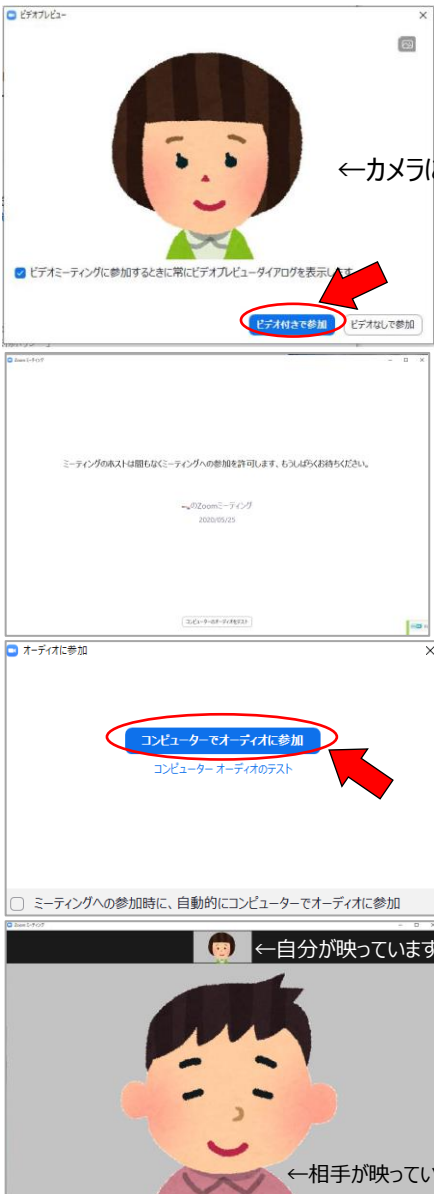 ビデオプレビュー
←カメラに
ビデオミーティングに参加するときに常にビデオプレビューダイアログを表示します
ビデオ付きで参加
ビデオなしで参加
Zoom ミーティング
ミーティングのホストは間もなくミーティングへの参加を許可します、もうしばらくお待ちください。
のZoomミーティング
2020/05/25
コンピューターのオーディオをテスト
オーディオに参加
コンピューターでオーディオに参加
コンピューター オーディオのテスト
ミーティングへの参加時に、自動的にコンピューターでオーディオに参加
Zoom ミーティング
←自分が映っています
←相手が映ってい